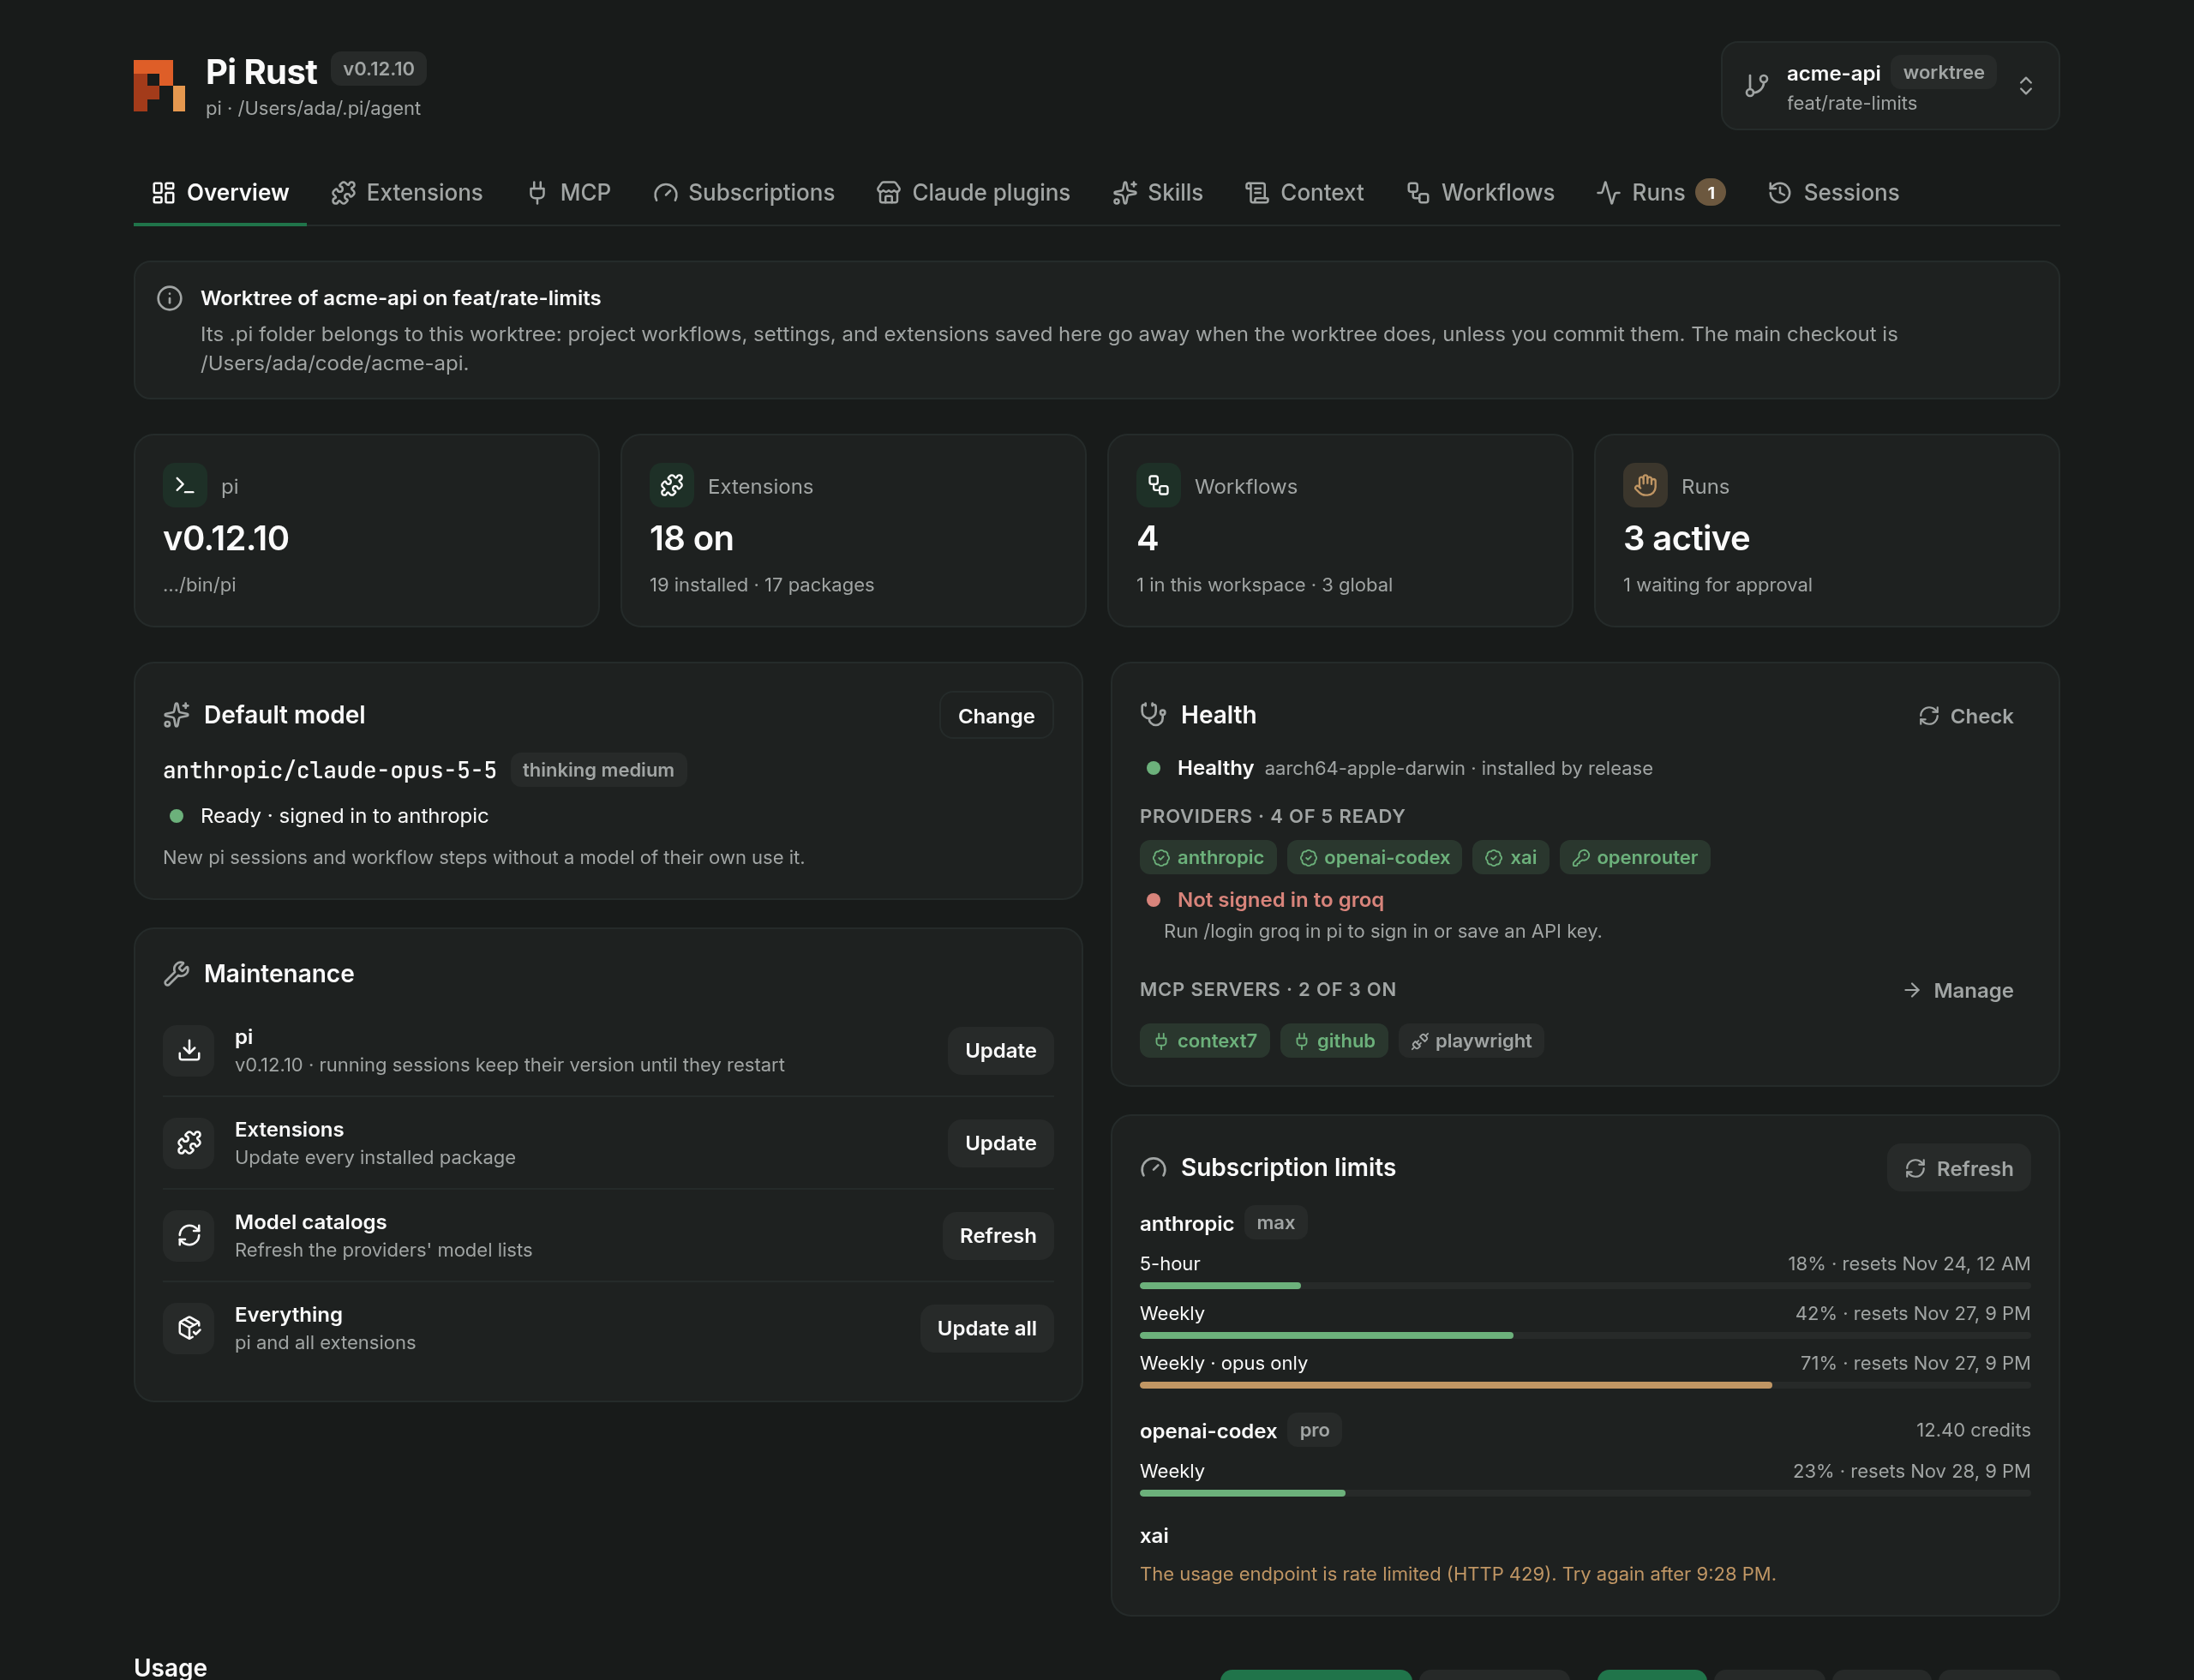 Pi Rust v0.12.10
pi · /Users/ada/.pi/agent
acme-api worktree
feat/rate-limits
Overview Extensions MCP Subscriptions Claude plugins Skills Context Workflows Runs 1 Sessions
Worktree of acme-api on feat/rate-limits
Its .pi folder belongs to this worktree: project workflows, settings, and extensions saved here go away when the worktree does, unless you commit them. The main checkout is
/Users/ada/code/acme-api.
pi
v0.12.10
.../bin/pi
Extensions
18 on
19 installed · 17 packages
Workflows
4
1 in this workspace · 3 global
Runs
3 active
1 waiting for approval
Default model
Change
anthropic/claude-opus-5-5 thinking medium
Ready · signed in to anthropic
New pi sessions and workflow steps without a model of their own use it.
Maintenance
pi
v0.12.10 · running sessions keep their version until they restart
Update
Extensions
Update every installed package
Update
Model catalogs
Refresh the providers' model lists
Refresh
Everything
pi and all extensions
Update all
Health
Check
Healthy aarch64-apple-darwin · installed by release
PROVIDERS · 4 OF 5 READY
anthropic openai-codex xai openrouter
Not signed in to groq
Run /login groq in pi to sign in or save an API key.
MCP SERVERS · 2 OF 3 ON
Manage
context7 github playwright
Subscription limits
Refresh
anthropic max
5-hour 18% · resets Nov 24, 12 AM
Weekly 42% · resets Nov 27, 9 PM
Weekly · opus only 71% · resets Nov 27, 9 PM
openai-codex pro 12.40 credits
Weekly 23% · resets Nov 28, 9 PM
xai
The usage endpoint is rate limited (HTTP 429). Try again after 9:28 PM.
Usage